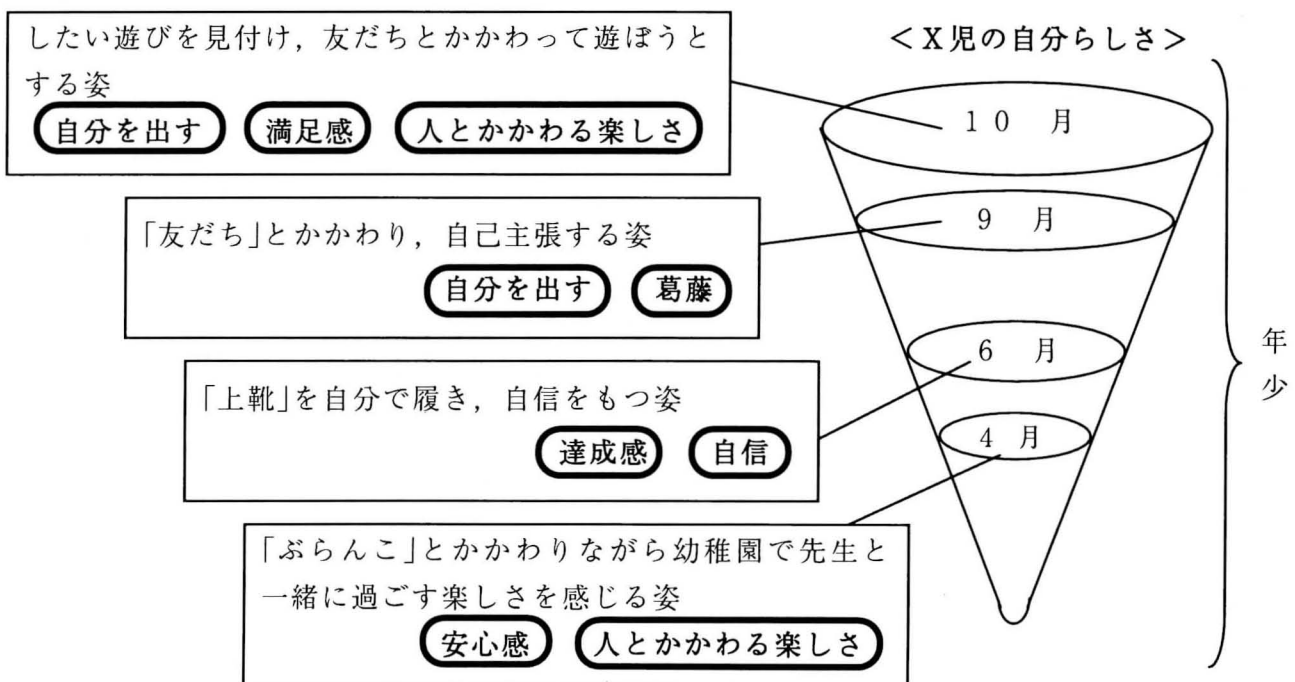 ＜Ｘ児の自分らしさ＞
したい遊びを見付け，友だちとかかわって遊ぼうと
する姿
自分を出す　満足感　人とかかわる楽しさ
１０　月
「友だち」とかかわり，自己主張する姿
自分を出す　葛藤
９　月
「上靴」を自分で履き，自信をもつ姿
達成感　自信
６　月
「ぶらんこ」とかかわりながら幼稚園で先生と
一緒に過ごす楽しさを感じる姿
安心感　人とかかわる楽しさ
４　月
年
少